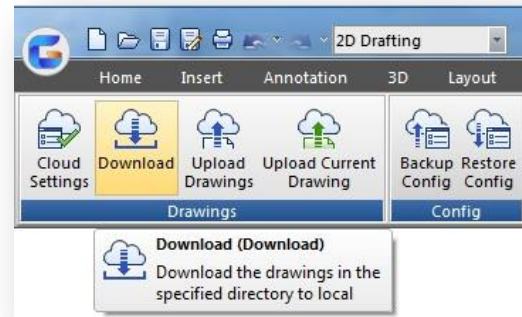 2D Drafting
Home Insert Annotation 3D Layout
Cloud Settings
Download
Upload Drawings
Upload Current Drawing
Backup Config
Restore Config
Drawings
Config
Download (Download)
Download the drawings in the
specified directory to local